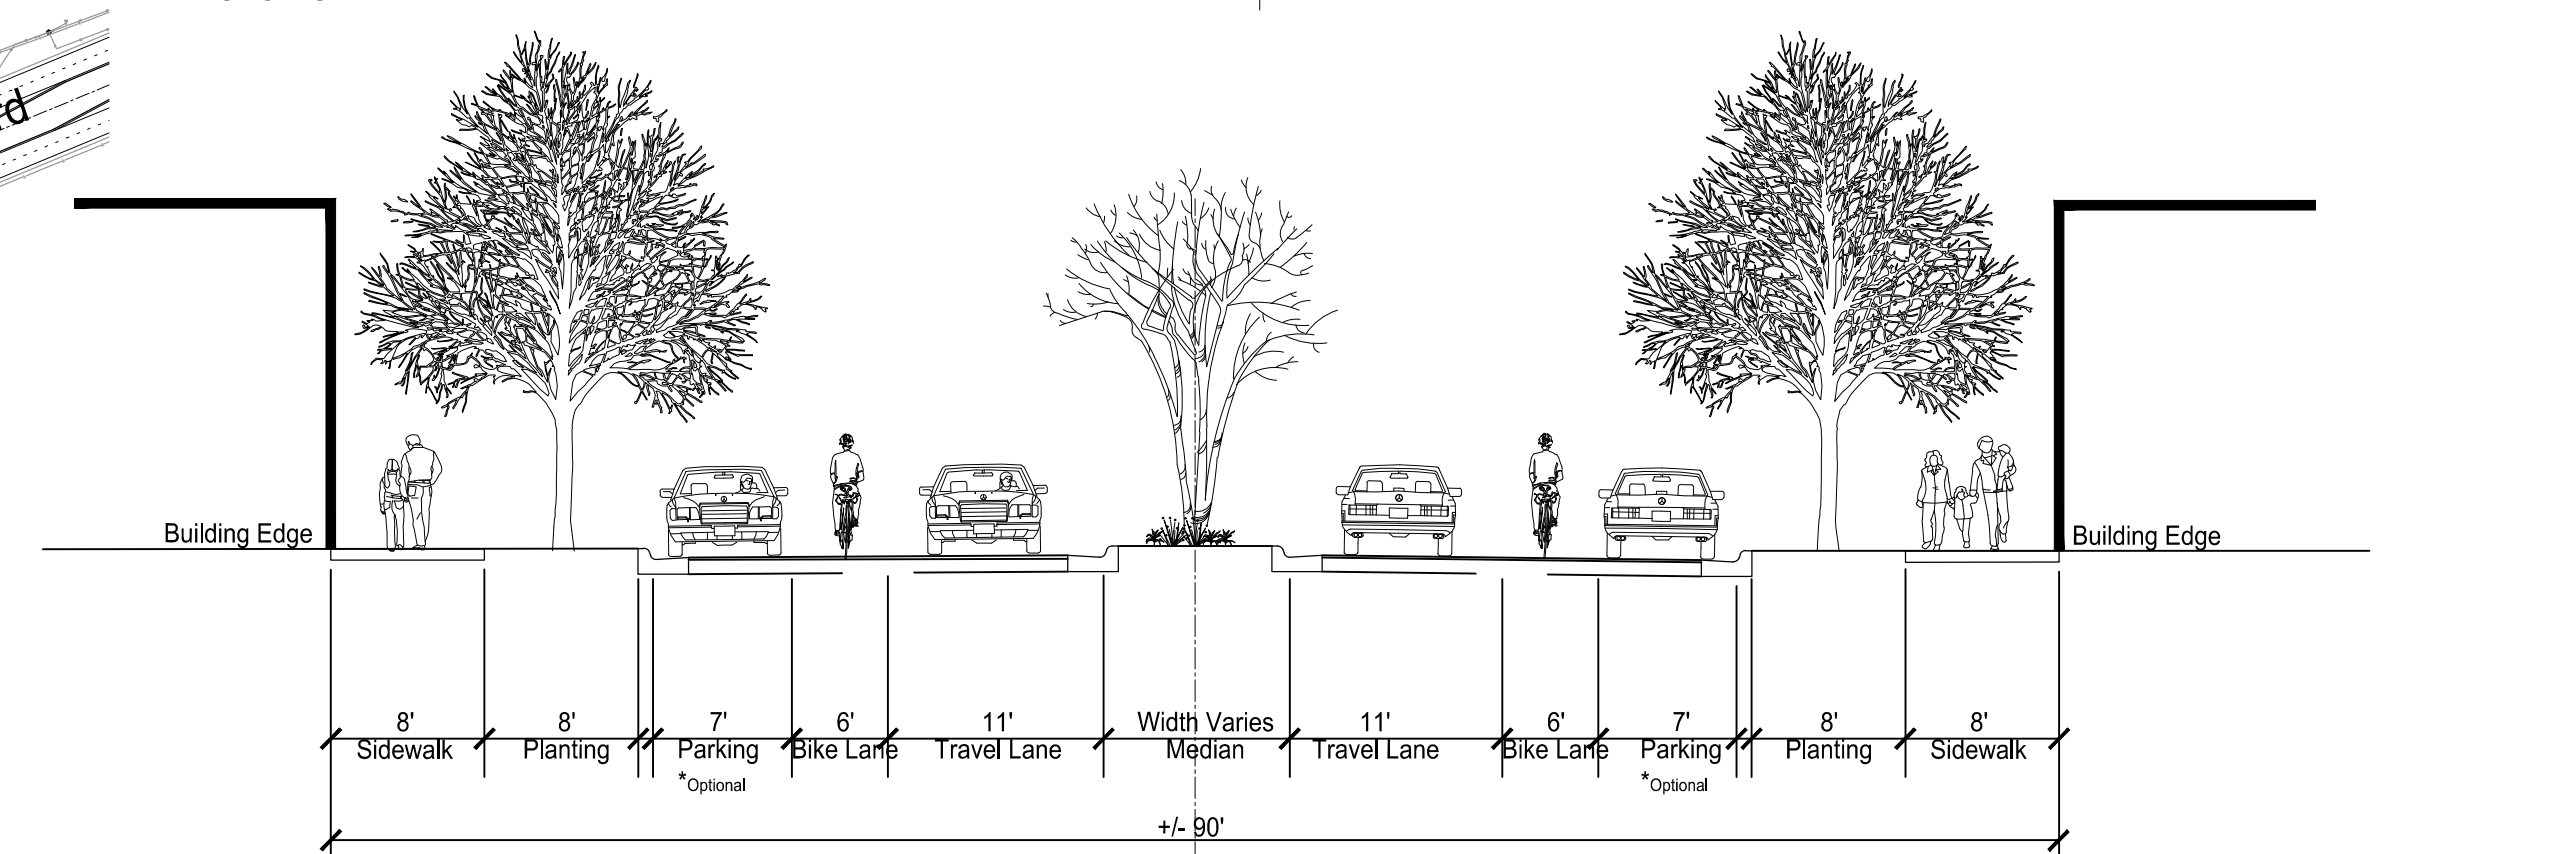 rd
Building Edge
Building Edge
8' 8' 7' 6' 11' Width Varies 11' 6' 7' 8' 8'
Sidewalk Planting Parking Bike Lane Travel Lane Median Travel Lane Bike Lane Parking Planting Sidewalk
*Optional *Optional
+/- 90'